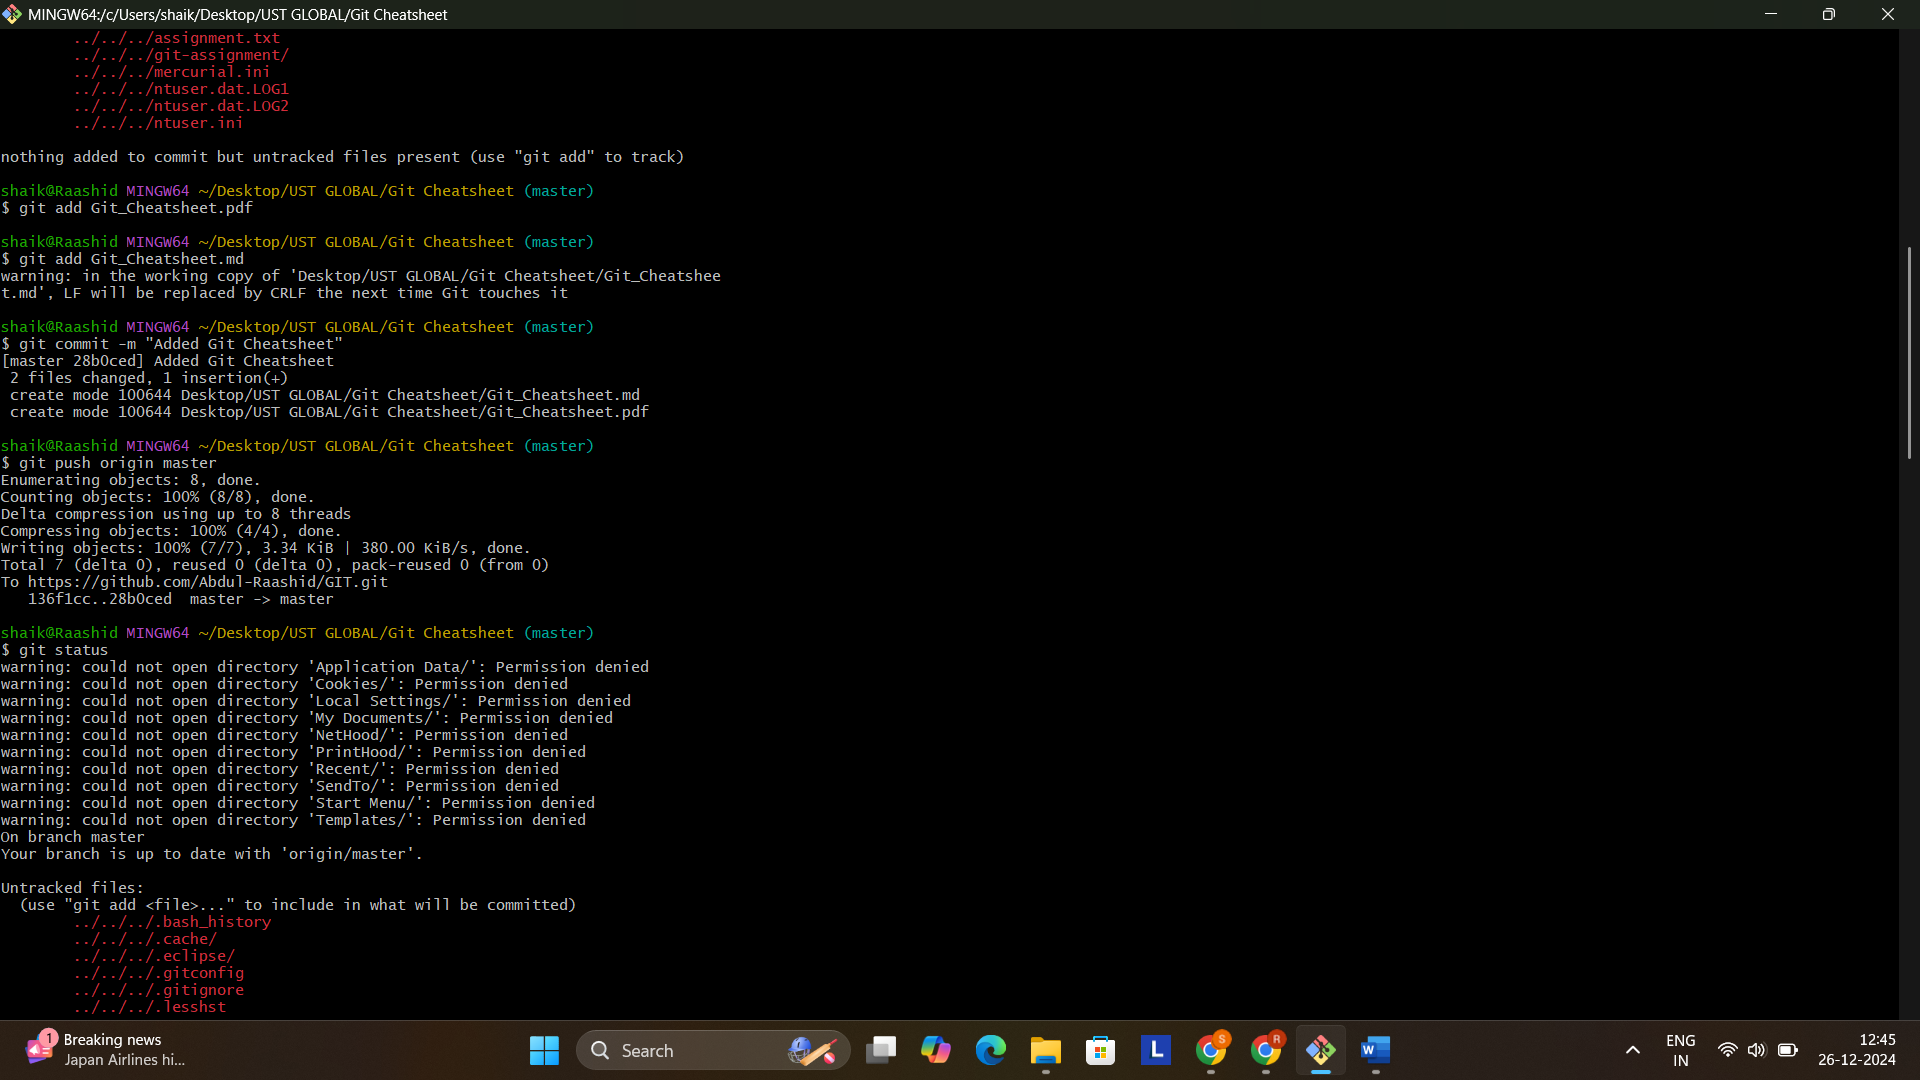 MINGW64:/c/Users/shaik/Desktop/UST GLOBAL/Git Cheatsheet
../../../assignment.txt
../../../git-assignment/
../../../mercurial.ini
../../../ntuser.dat.LOG1
../../../ntuser.dat.LOG2
../../../ntuser.ini
nothing added to commit but untracked files present (use "git add" to track)
shaik@Raashid MINGW64 ~/Desktop/UST GLOBAL/Git Cheatsheet (master)
$ git add Git_Cheatsheet.pdf
shaik@Raashid MINGW64 ~/Desktop/UST GLOBAL/Git Cheatsheet (master)
$ git add Git_Cheatsheet.md
warning: in the working copy of 'Desktop/UST GLOBAL/Git Cheatsheet/Git_Cheatshee
t.md', LF will be replaced by CRLF the next time Git touches it
shaik@Raashid MINGW64 ~/Desktop/UST GLOBAL/Git Cheatsheet (master)
$ git commit -m "Added Git Cheatsheet"
[master 28b0ced] Added Git Cheatsheet
2 files changed, 1 insertion(+)
create mode 100644 Desktop/UST GLOBAL/Git Cheatsheet/Git_Cheatsheet.md
create mode 100644 Desktop/UST GLOBAL/Git Cheatsheet/Git_Cheatsheet.pdf
shaik@Raashid MINGW64 ~/Desktop/UST GLOBAL/Git Cheatsheet (master)
$ git push origin master
Enumerating objects: 8, done.
Counting objects: 100% (8/8), done.
Delta compression using up to 8 threads
Compressing objects: 100% (4/4), done.
Writing objects: 100% (7/7), 3.34 KiB | 380.00 KiB/s, done.
Total 7 (delta 0), reused 0 (delta 0), pack-reused 0 (from 0)
To https://github.com/Abdul-Raashid/GIT.git
136f1cc..28b0ced  master -> master
shaik@Raashid MINGW64 ~/Desktop/UST GLOBAL/Git Cheatsheet (master)
$ git status
warning: could not open directory 'Application Data/': Permission denied
warning: could not open directory 'Cookies/': Permission denied
warning: could not open directory 'Local Settings/': Permission denied
warning: could not open directory 'My Documents/': Permission denied
warning: could not open directory 'NetHood/': Permission denied
warning: could not open directory 'PrintHood/': Permission denied
warning: could not open directory 'Recent/': Permission denied
warning: could not open directory 'SendTo/': Permission denied
warning: could not open directory 'Start Menu/': Permission denied
warning: could not open directory 'Templates/': Permission denied
On branch master
Your branch is up to date with 'origin/master'.
Untracked files:
(use "git add <file>..." to include in what will be committed)
../../../.bash_history
../../../.cache/
../../../.eclipse/
../../../.gitconfig
../../../.gitignore
../../../.lesshst
1
Breaking news
Japan Airlines hi...
Search
L
S
R
W
ENG
IN
12:45
26-12-2024